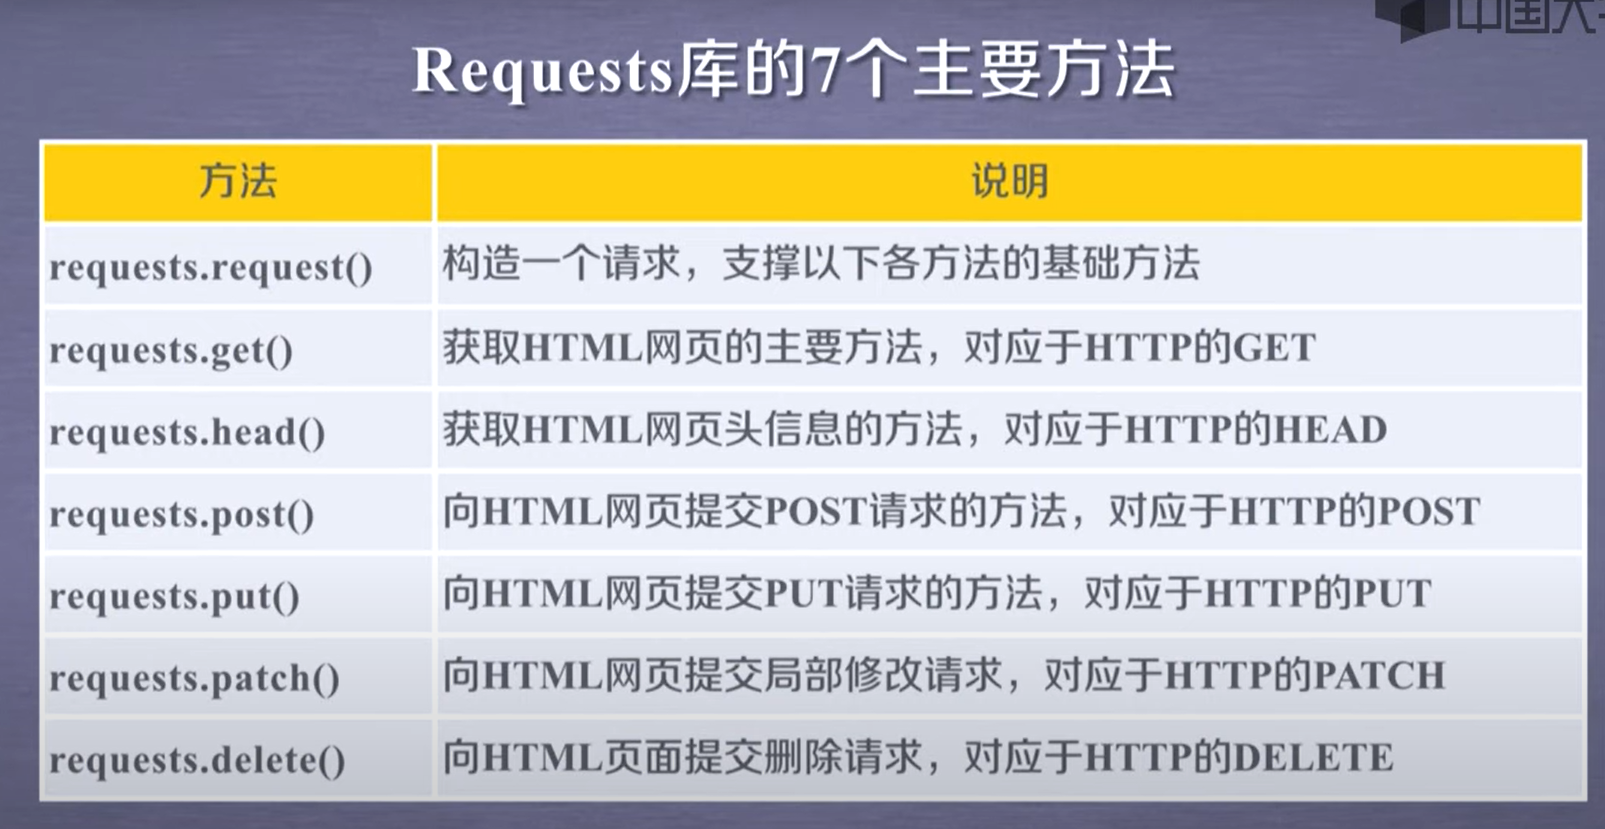 中国大
Requests库的7个主要方法
方法 说明
requests.request() 构造一个请求，支撑以下各方法的基础方法
requests.get() 获取HTML网页的主要方法，对应于HTTP的GET
requests.head() 获取HTML网页头信息的方法，对应于HTTP的HEAD
requests.post() 向HTML网页提交POST请求的方法，对应于HTTP的POST
requests.put() 向HTML网页提交PUT请求的方法，对应于HTTP的PUT
requests.patch() 向HTML网页提交局部修改请求，对应于HTTP的PATCH
requests.delete() 向HTML页面提交删除请求，对应于HTTP的DELETE